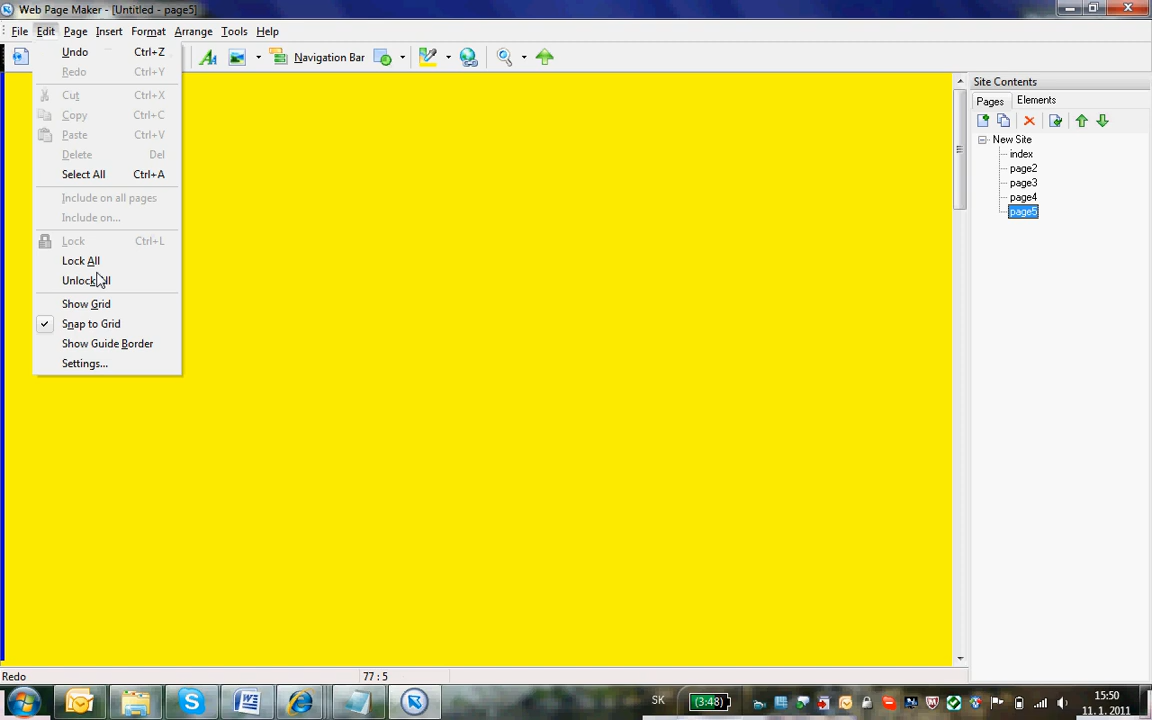 Web Page Maker - [Untitled - page5]
File Edit Page Insert Format Arrange Tools Help
Navigation Bar
Undo Ctrl+Z
Redo Ctrl+Y
Cut Ctrl+X
Copy Ctrl+C
Paste Ctrl+V
Delete Del
Select All Ctrl+A
Include on all pages
Include on...
Lock Ctrl+L
Lock All
Unlock All
Show Grid
Snap to Grid
Show Guide Border
Settings...
Site Contents
Pages Elements
New Site
index
page2
page3
page4
page5
Redo 77 : 5
SK (3:48) 15:50
11. 1. 2011